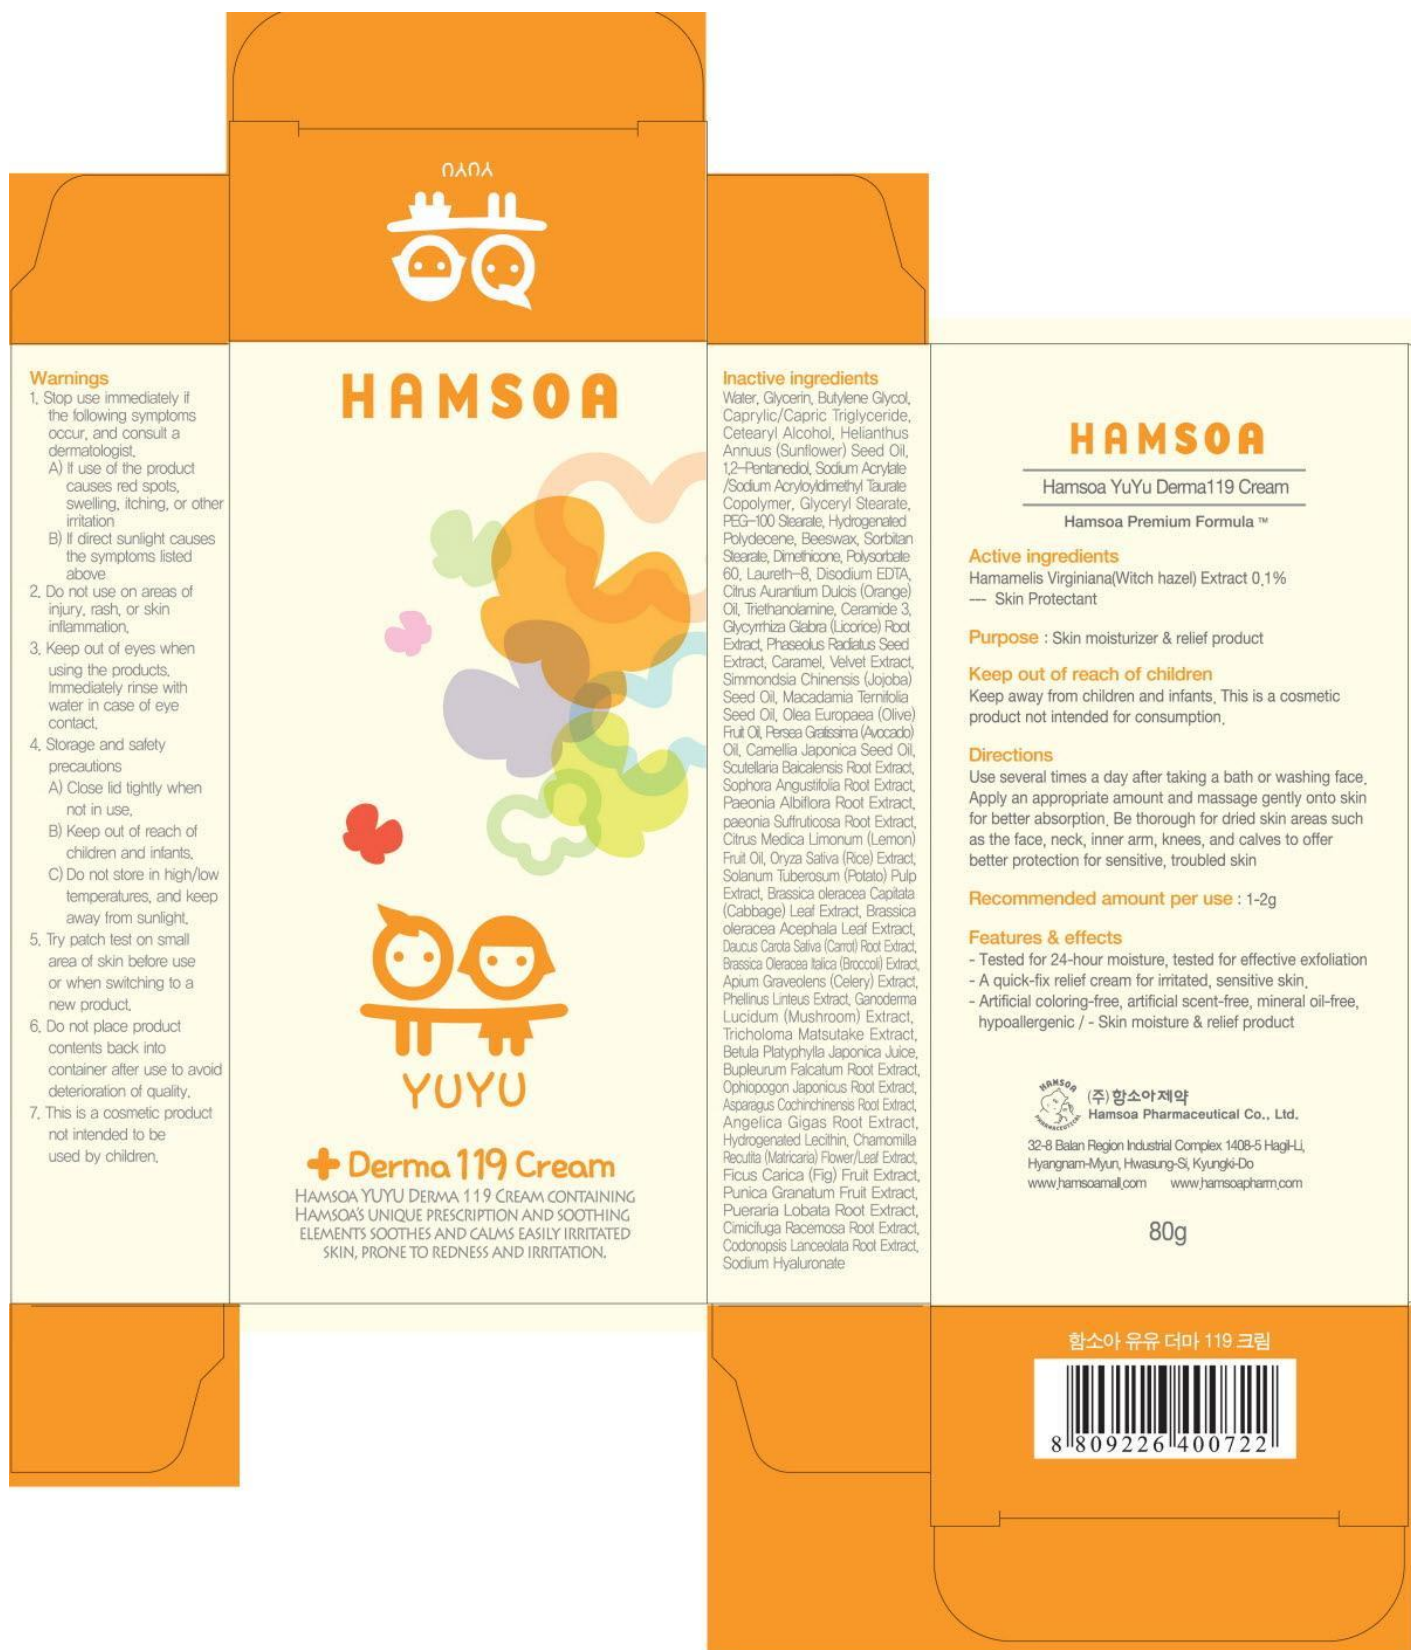 YUYU
Warnings
1. Stop use immediately if
the following symptoms
occur, and consult a
dermatologist.
A) If use of the product
causes red spots,
swelling, itching, or other
irritation
B) If direct sunlight causes
the symptoms listed
above
2. Do not use on areas of
injury, rash, or skin
inflammation.
3. Keep out of eyes when
using the products.
Immediately rinse with
water in case of eye
contact.
4. Storage and safety
precautions
A) Close lid tightly when
not in use.
B) Keep out of reach of
children and infants.
C) Do not store in high/low
temperatures, and keep
away from sunlight.
5. Try patch test on small
area of skin before use
or when switching to a
new product.
6. Do not place product
contents back into
container after use to avoid
deterioration of quality.
7. This is a cosmetic product
not intended to be
used by children.
HAMSOA
YUYU
+ Derma 119 Cream
HAMSOA YUYU DERMA 119 CREAM CONTAINING
HAMSOA'S UNIQUE PRESCRIPTION AND SOOTHING
ELEMENTS SOOTHES AND CALMS EASILY IRRITATED
SKIN, PRONE TO REDNESS AND IRRITATION.
Inactive ingredients
Water, Glycerin, Butylene Glycol,
Caprylic/Capric Triglyceride,
Cetearyl Alcohol, Helianthus
Annuus (Sunflower) Seed Oil,
1,2-Pentanediol, Sodium Acrylate
/Sodium Acryloyldimethyl Taurate
Copolymer, Glyceryl Stearate,
PEG-100 Stearate, Hydrogenated
Polydecene, Beeswax, Sorbitan
Stearate, Dimethicone, Polysorbate
60, Laureth-8, Disodium EDTA,
Citrus Aurantium Dulcis (Orange)
Oil, Triethanolamine, Ceramide 3,
Glycyrrhiza Glabra (Licorice) Root
Extract, Phaseolus Radiatus Seed
Extract, Caramel, Velvet Extract,
Simmondsia Chinensis (Jojoba)
Seed Oil, Macadamia Ternifolia
Seed Oil, Olea Europaea (Olive)
Fruit Oil, Persea Gratissima (Avocado)
Oil, Camellia Japonica Seed Oil,
Scutellaria Baicalensis Root Extract,
Sophora Angustifolia Root Extract,
Paeonia Albiflora Root Extract,
paeonia Suffruticosa Root Extract,
Citrus Medica Limonum (Lemon)
Fruit Oil, Oryza Sativa (Rice) Extract,
Solanum Tuberosum (Potato) Pulp
Extract, Brassica oleracea Capitata
(Cabbage) Leaf Extract, Brassica
oleracea Acephala Leaf Extract,
Daucus Carota Sativa (Carrot) Root Extract,
Brassica Oleracea Italica (Broccoli) Extract,
Apium Graveolens (Celery) Extract,
Phellinus Linteus Extract, Ganoderma
Lucidum (Mushroom) Extract,
Tricholoma Matsutake Extract,
Betula Platyphylla Japonica Juice,
Bupleurum Falcatum Root Extract,
Ophiopogon Japonicus Root Extract,
Asparagus Cochinchinensis Root Extract,
Angelica Gigas Root Extract,
Hydrogenated Lecithin, Chamomilla
Recutita (Matricaria) Flower/Leaf Extract,
Ficus Carica (Fig) Fruit Extract,
Punica Granatum Fruit Extract,
Pueraria Lobata Root Extract,
Cimicifuga Racemosa Root Extract,
Codonopsis Lanceolata Root Extract,
Sodium Hyaluronate
HAMSOA
Hamsoa YuYu Derma119 Cream
Hamsoa Premium Formula ™
Active ingredients
Hamamelis Virginiana(Witch hazel) Extract 0.1%
--- Skin Protectant
Purpose : Skin moisturizer & relief product
Keep out of reach of children
Keep away from children and infants. This is a cosmetic
product not intended for consumption.
Directions
Use several times a day after taking a bath or washing face.
Apply an appropriate amount and massage gently onto skin
for better absorption. Be thorough for dried skin areas such
as the face, neck, inner arm, knees, and calves to offer
better protection for sensitive, troubled skin
Recommended amount per use : 1-2g
Features & effects
- Tested for 24-hour moisture, tested for effective exfoliation
- A quick-fix relief cream for irritated, sensitive skin.
- Artificial coloring-free, artificial scent-free, mineral oil-free,
hypoallergenic / - Skin moisture & relief product
HAMSOA
PHARMACEUTICAL
(주)함소아제약
Hamsoa Pharmaceutical Co., Ltd.
32-8 Balan Region Industrial Complex 1408-5 Hagil-Li,
Hyangnam-Myun, Hwasung-Si, Kyungki-Do
www.hamsoamall.com www.hamsoapharm.com
80g
함소아 유유 더마 119 크림
8 809226 400722